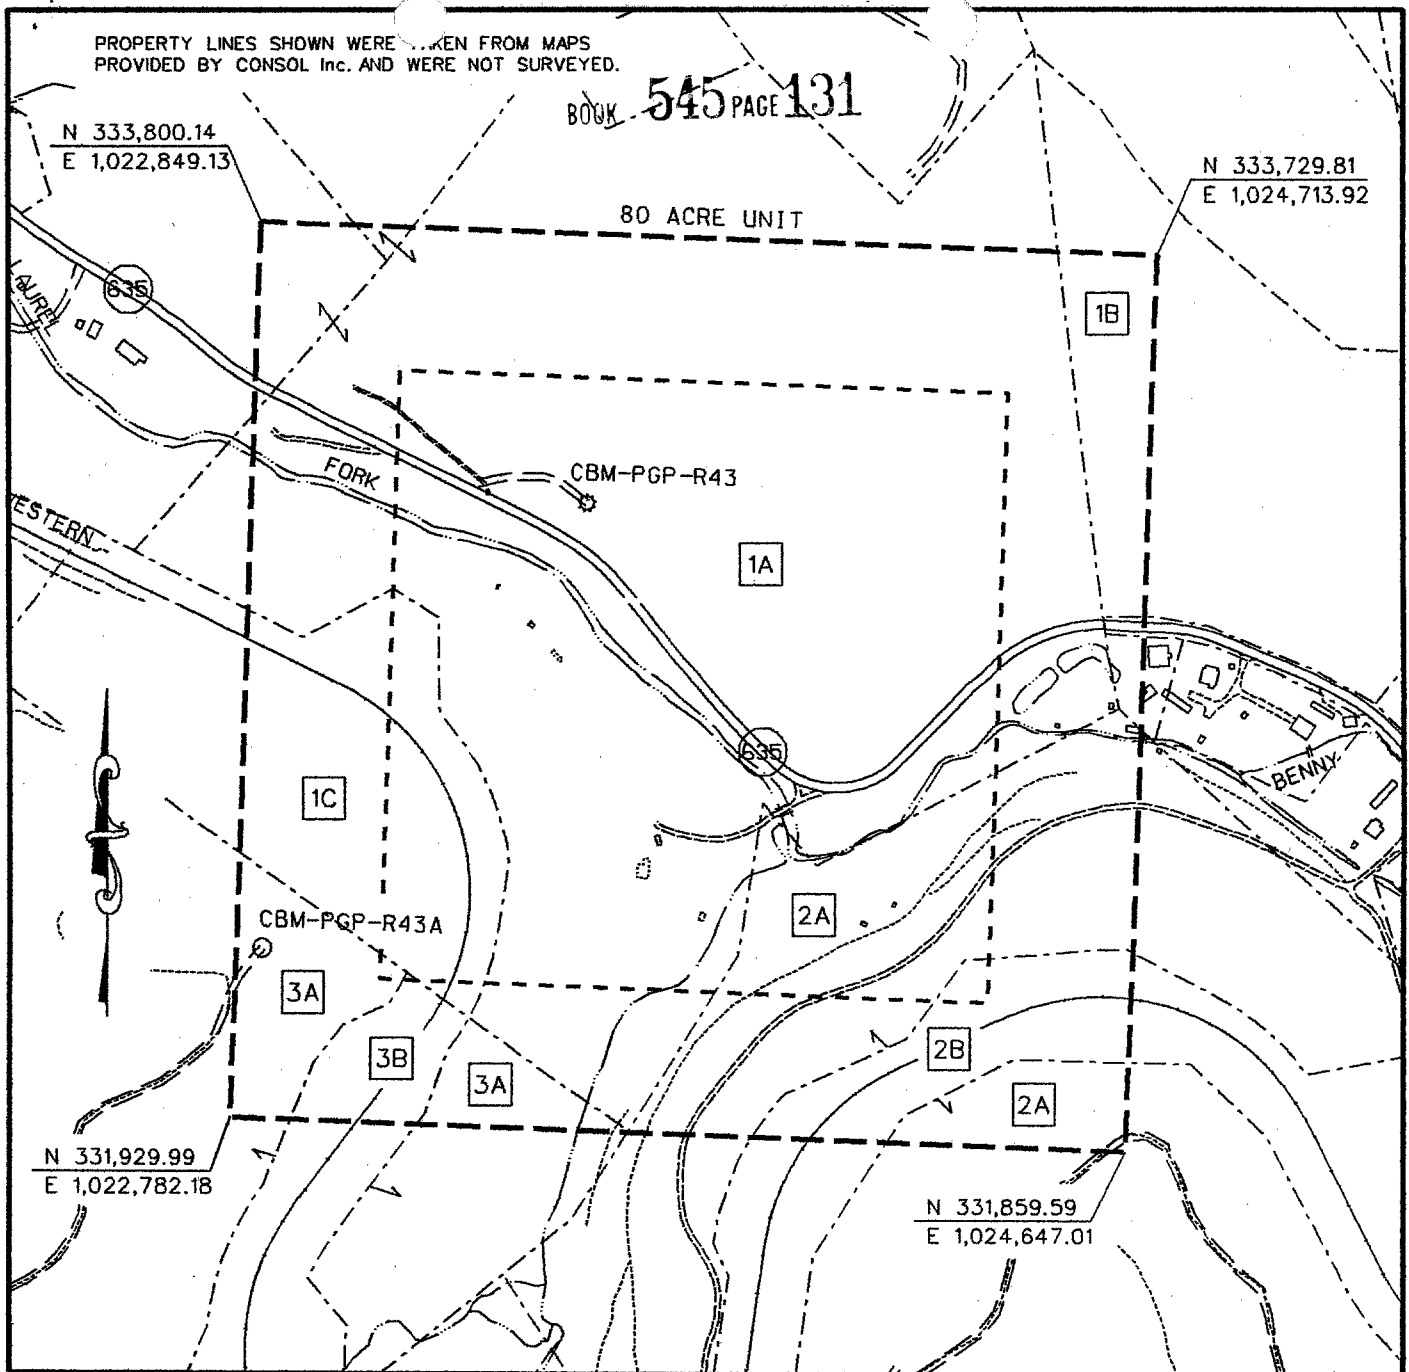 PROPERTY LINES SHOWN WERE FROM MAPS
PROVIDED BY CONSOL Inc. AND WERE NOT SURVEYED.
BOOK 545 PAGE 131
N 333,800.14
E 1,022,849.13
N 333,729.81
E 1,024,713.92
80 ACRE UNIT
635
LAUREL
1B
FORK
CBM-PGP-R43
ESTERN
1A
635
BENNY
1C
2A
CBM-PGP-R43A
3A
3B
2B
3A
2A
N 331,929.99
E 1,022,782.18
N 331,859.59
E 1,024,647.01